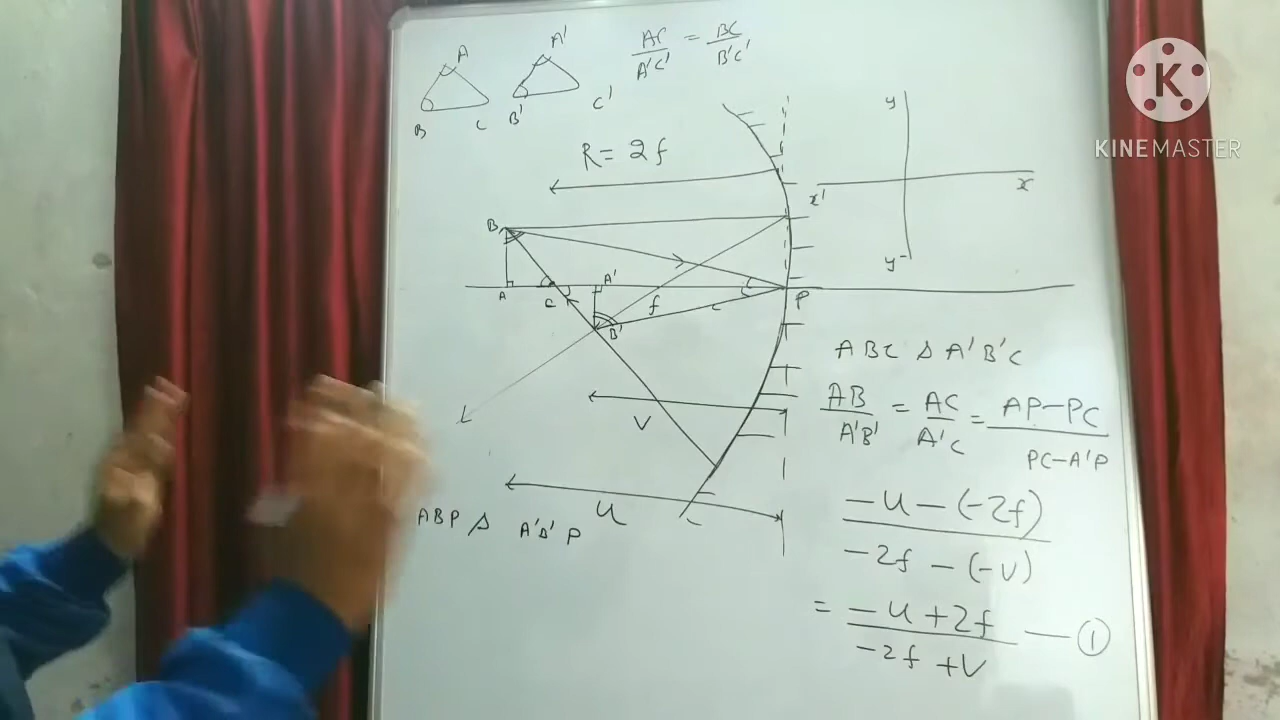 A A'
B C B' C'
AC/A'C' = BC/B'C'
K
KINEMASTER
R = 2f
y
x' x
y-
B
A C A' f P
B'
V
u
ABC Δ A'B'C
AB/A'B' = AC/A'C = AP-PC/PC-A'P
-u-(-2f)/-2f-(-v)
= -u+2f/-2f+v — ①
ABP Δ A'B'P